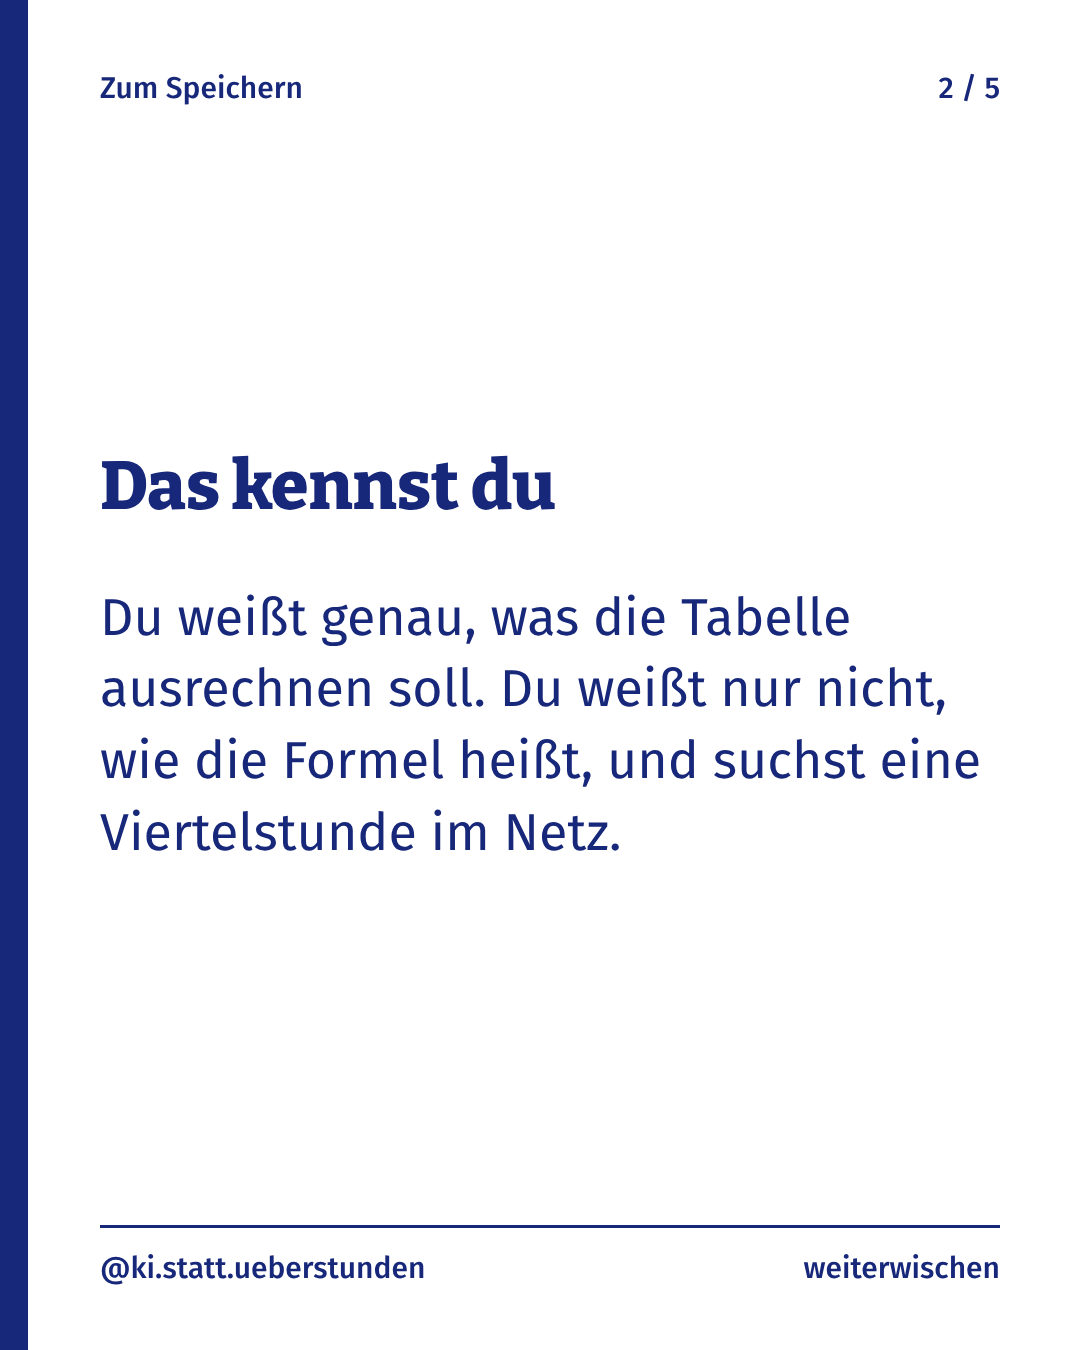 Zum Speichern
2 / 5
Das kennst du
Du weißt genau, was die Tabelle
ausrechnen soll. Du weißt nur nicht,
wie die Formel heißt, und suchst eine
Viertelstunde im Netz.
@ki.statt.ueberstunden
weiterwischen